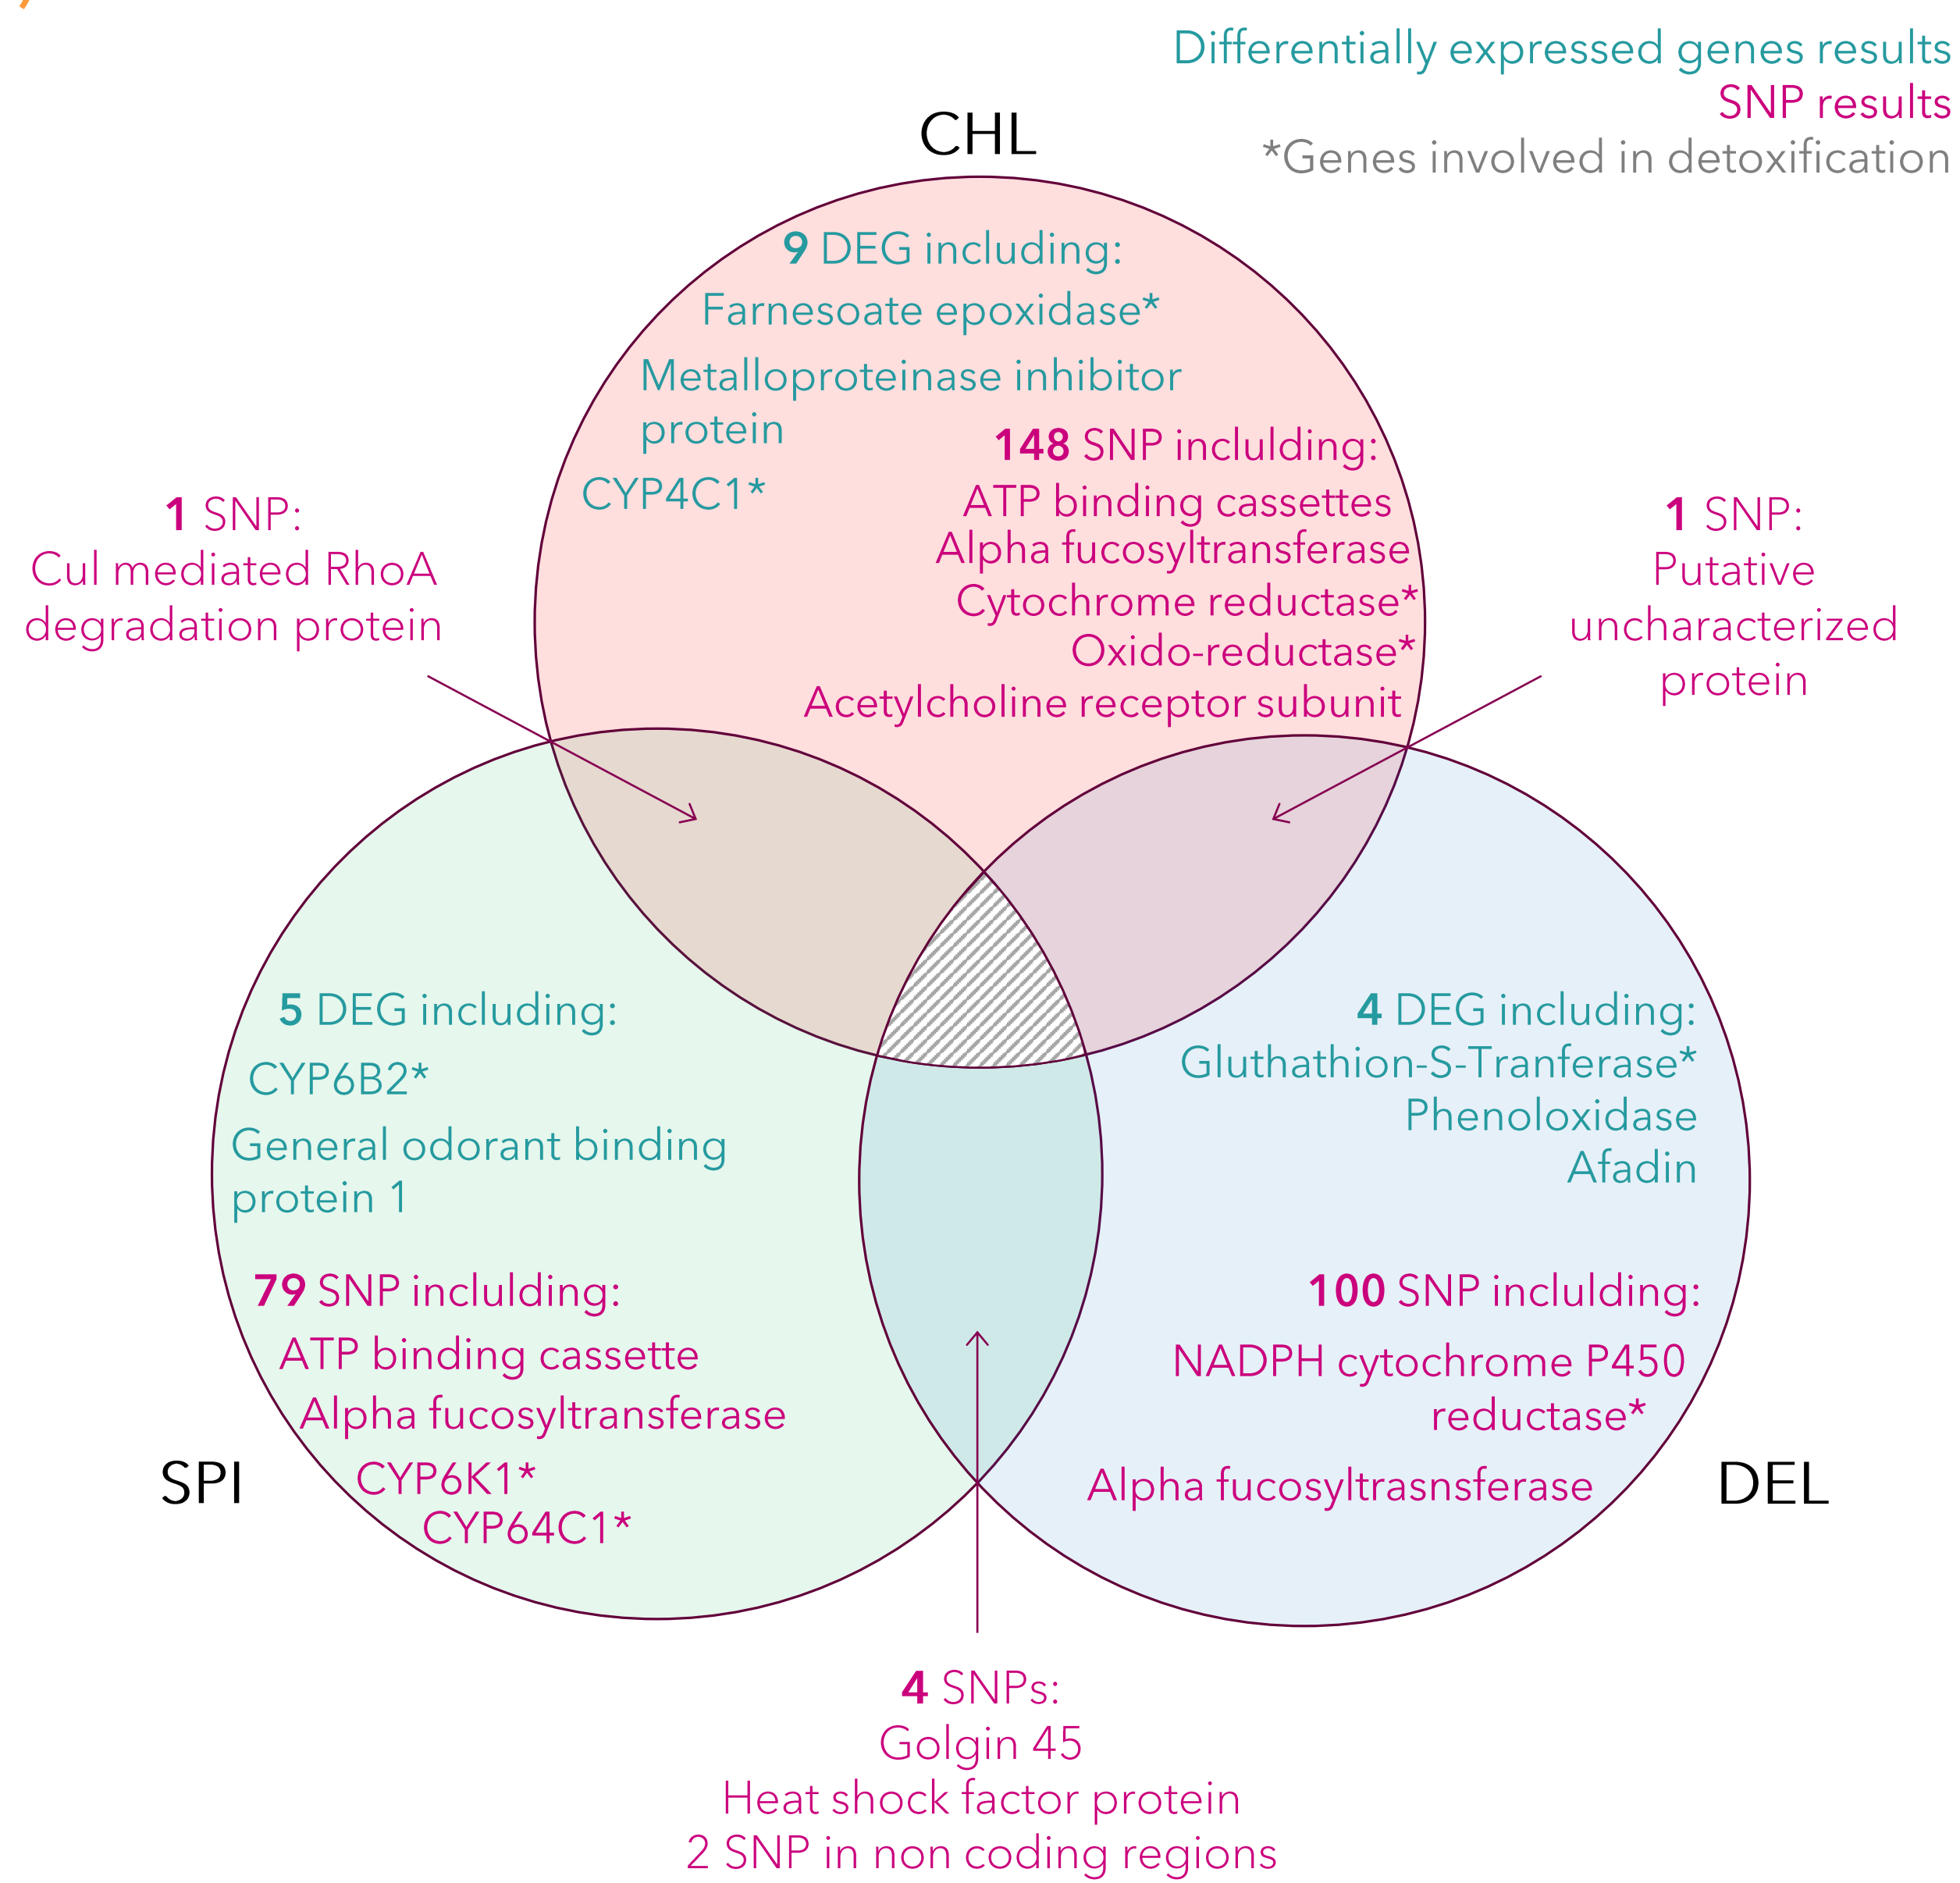 Differentially expressed genes results
SNP results
*Genes involved in detoxification
CHL
9 DEG including:
Farnesoate epoxidase*
Metalloproteinase inhibitor
protein
CYP4C1*
148 SNP inclulding:
ATP binding cassettes
Alpha fucosyltransferase
Cytochrome reductase*
Oxido-reductase*
Acetylcholine receptor subunit
1 SNP:
Cul mediated RhoA
degradation protein
1 SNP:
Putative
uncharacterized
protein
5 DEG including:
CYP6B2*
General odorant binding
protein 1
79 SNP inclulding:
ATP binding cassette
Alpha fucosyltransferase
CYP6K1*
CYP64C1*
SPI
4 DEG including:
Gluthathion-S-Tranferase*
Phenoloxidase
Afadin
100 SNP inclulding:
NADPH cytochrome P450
reductase*
Alpha fucosyltrasnsferase
DEL
4 SNPs:
Golgin 45
Heat shock factor protein
2 SNP in non coding regions